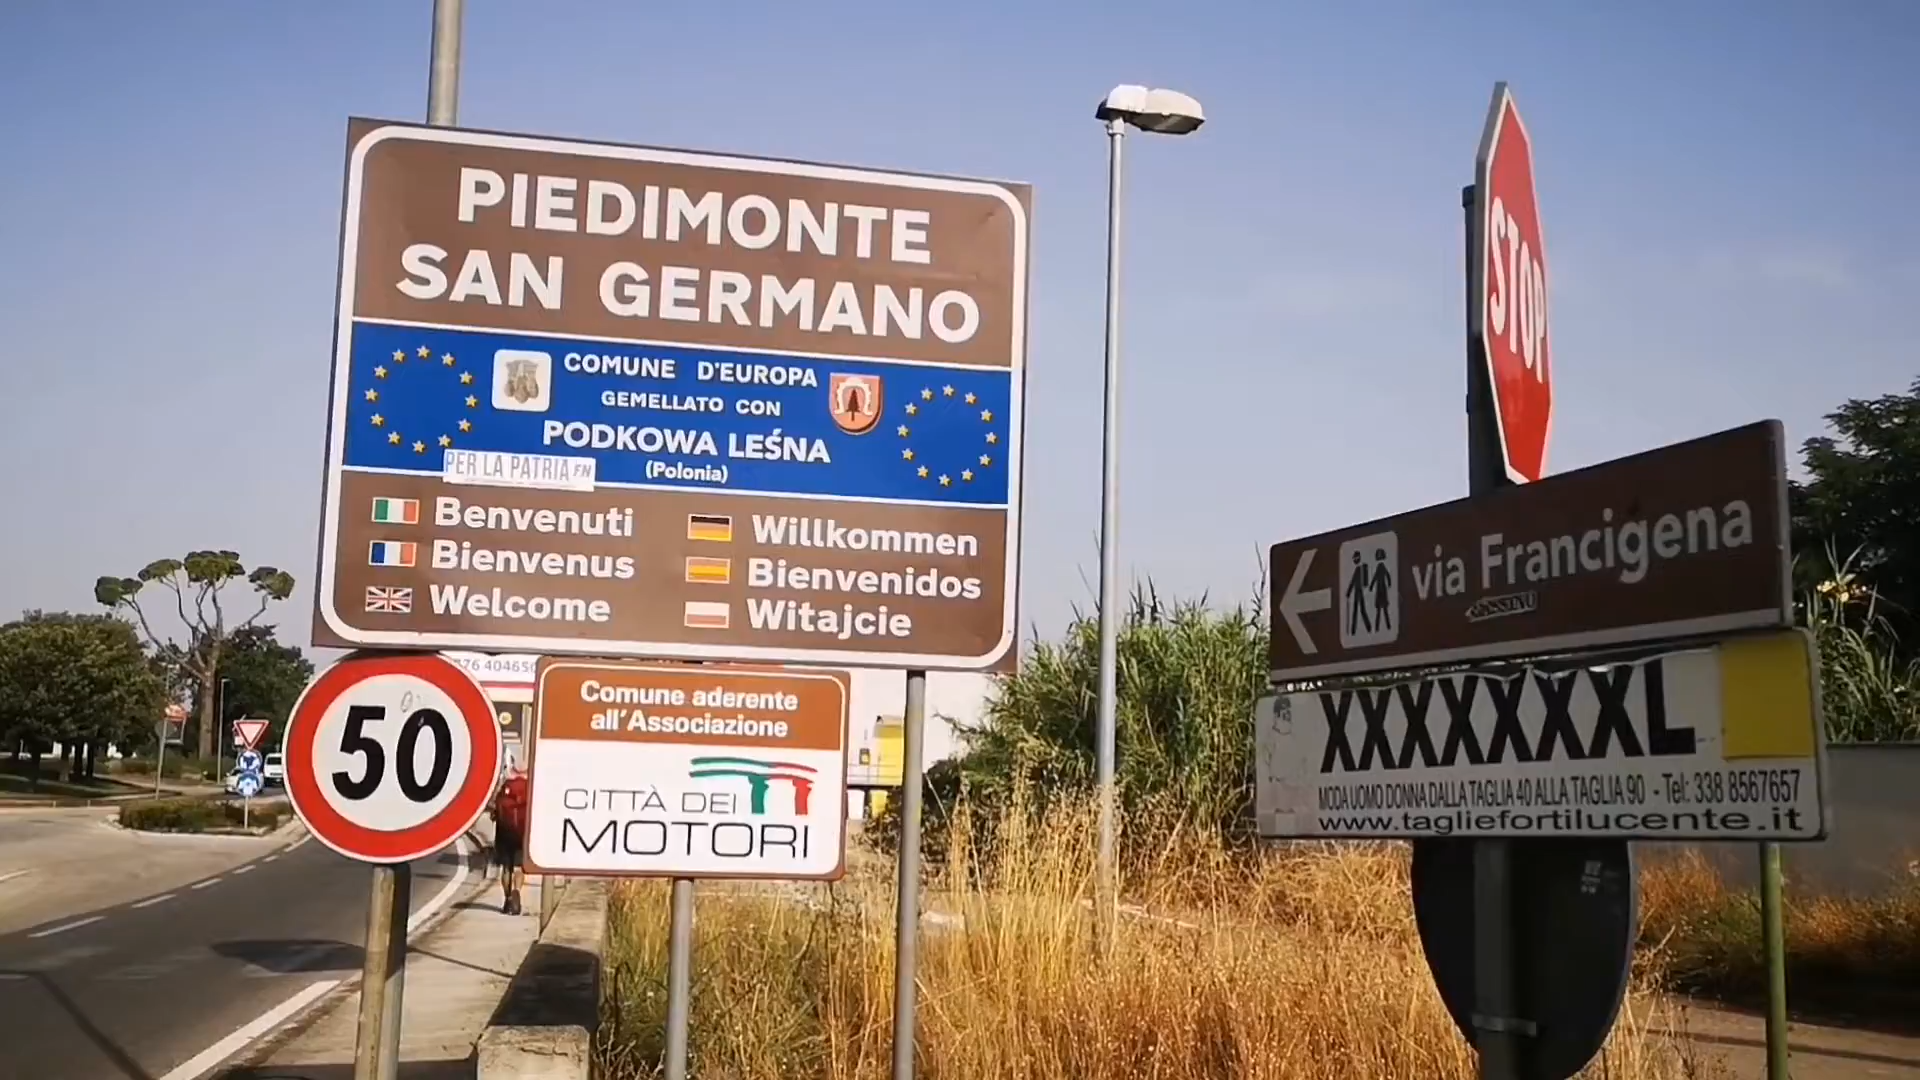 PIEDIMONTE
SAN GERMANO
COMUNE D'EUROPA
GEMELLATO CON
PODKOWA LEŚNA
(Polonia)
PER LA PATRIA FN
Benvenuti
Bienvenus
Welcome
Willkommen
Bienvenidos
Witajcie
50
Comune aderente
all'Associazione
CITTÀ DEI
MOTORI
STOP
via Francigena
XXXXXXXL
MODA UOMO DONNA DALLA TAGLIA 40 ALLA TAGLIA 90 - Tel: 338 8567657
www.tagliefortilucente.it